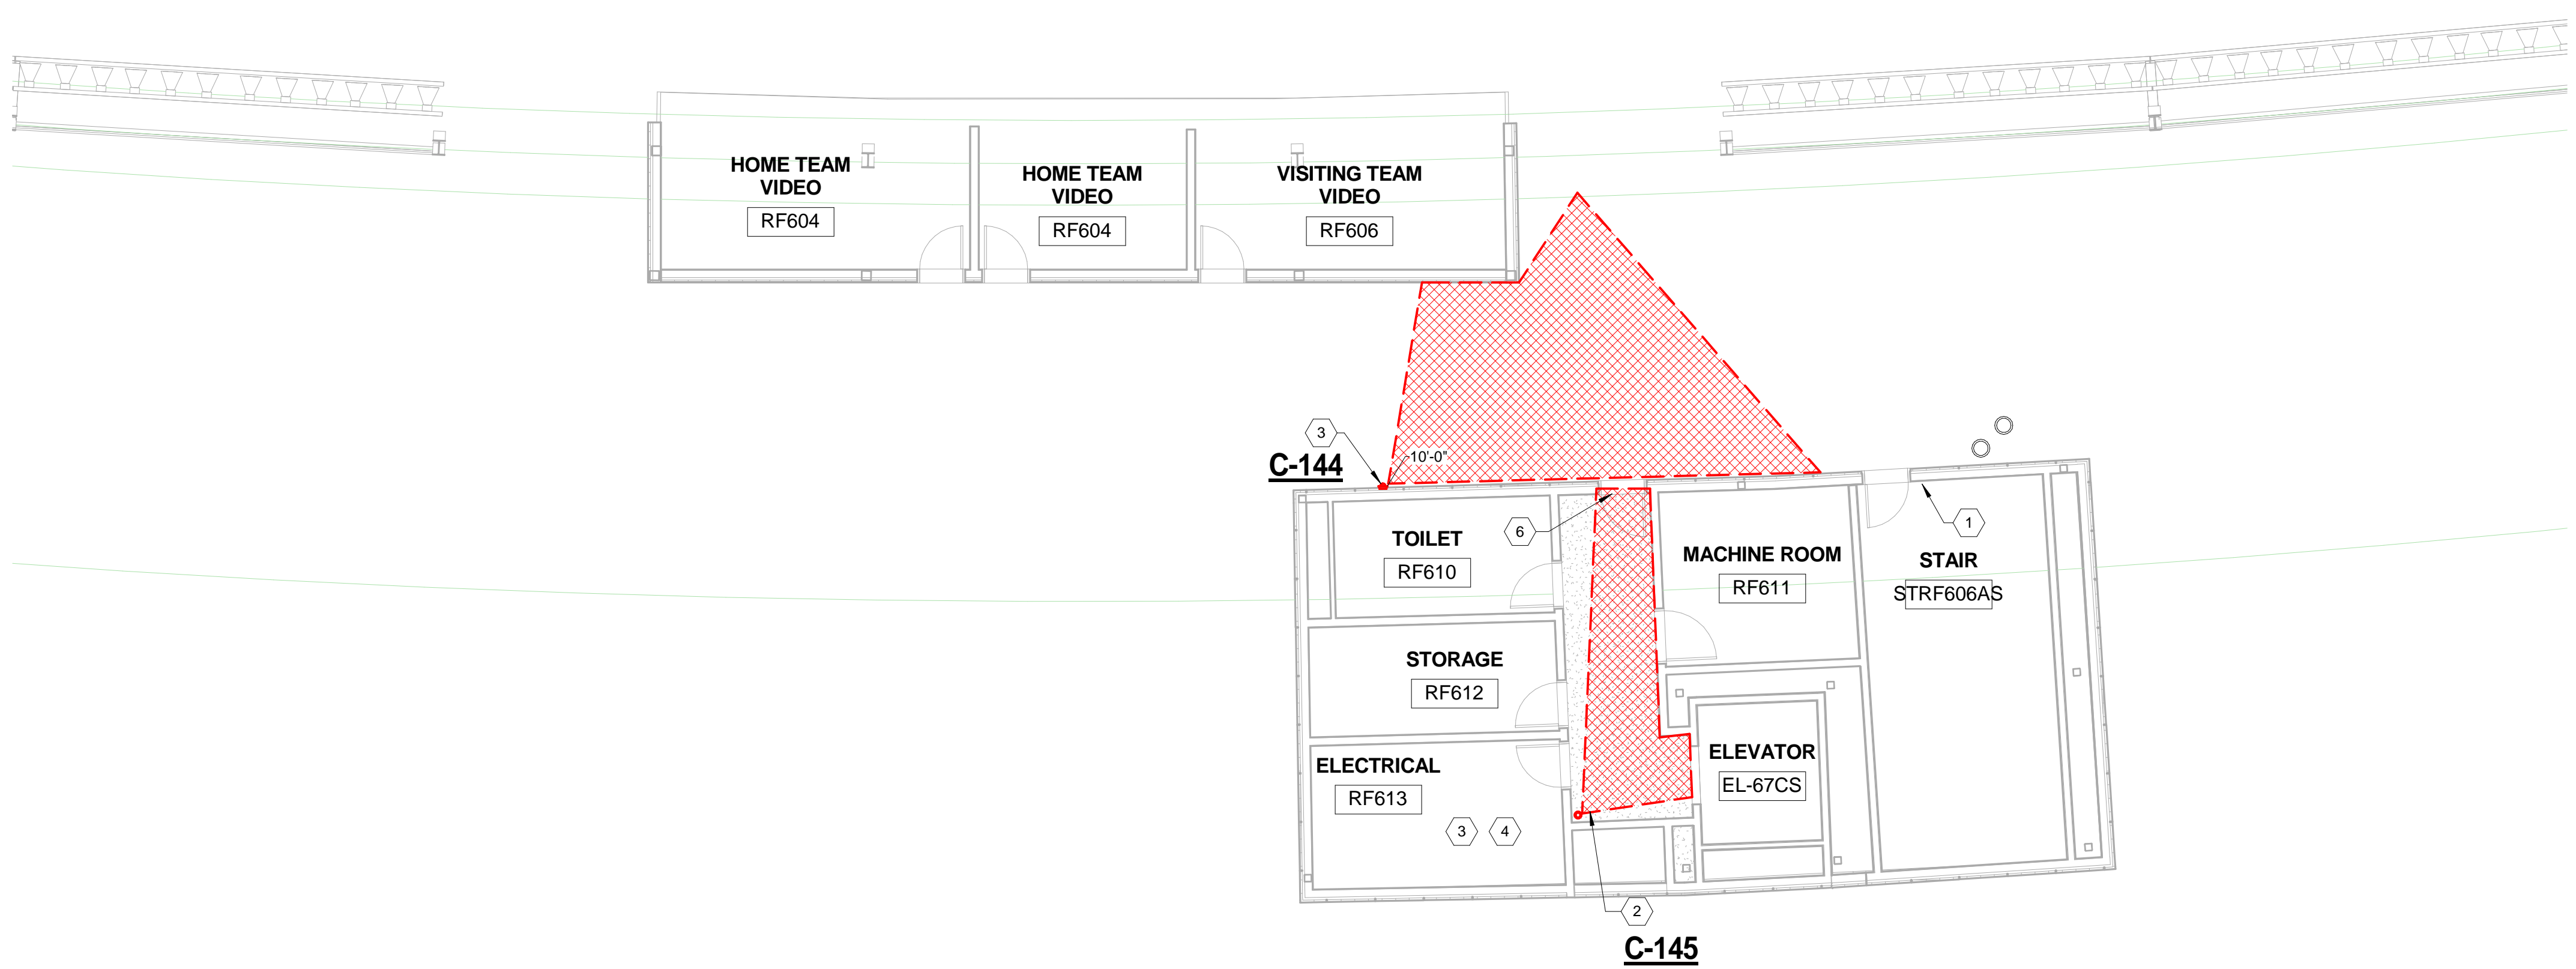 HOME TEAM
VIDEO
RF604
HOME TEAM
VIDEO
RF604
VISITING TEAM
VIDEO
RF606
3
C-144
10'-0"
6
1
TOILET
RF610
MACHINE ROOM
RF611
STAIR
STRF606AS
STORAGE
RF612
ELECTRICAL
RF613
ELEVATOR
EL-67CS
3
4
2
C-145